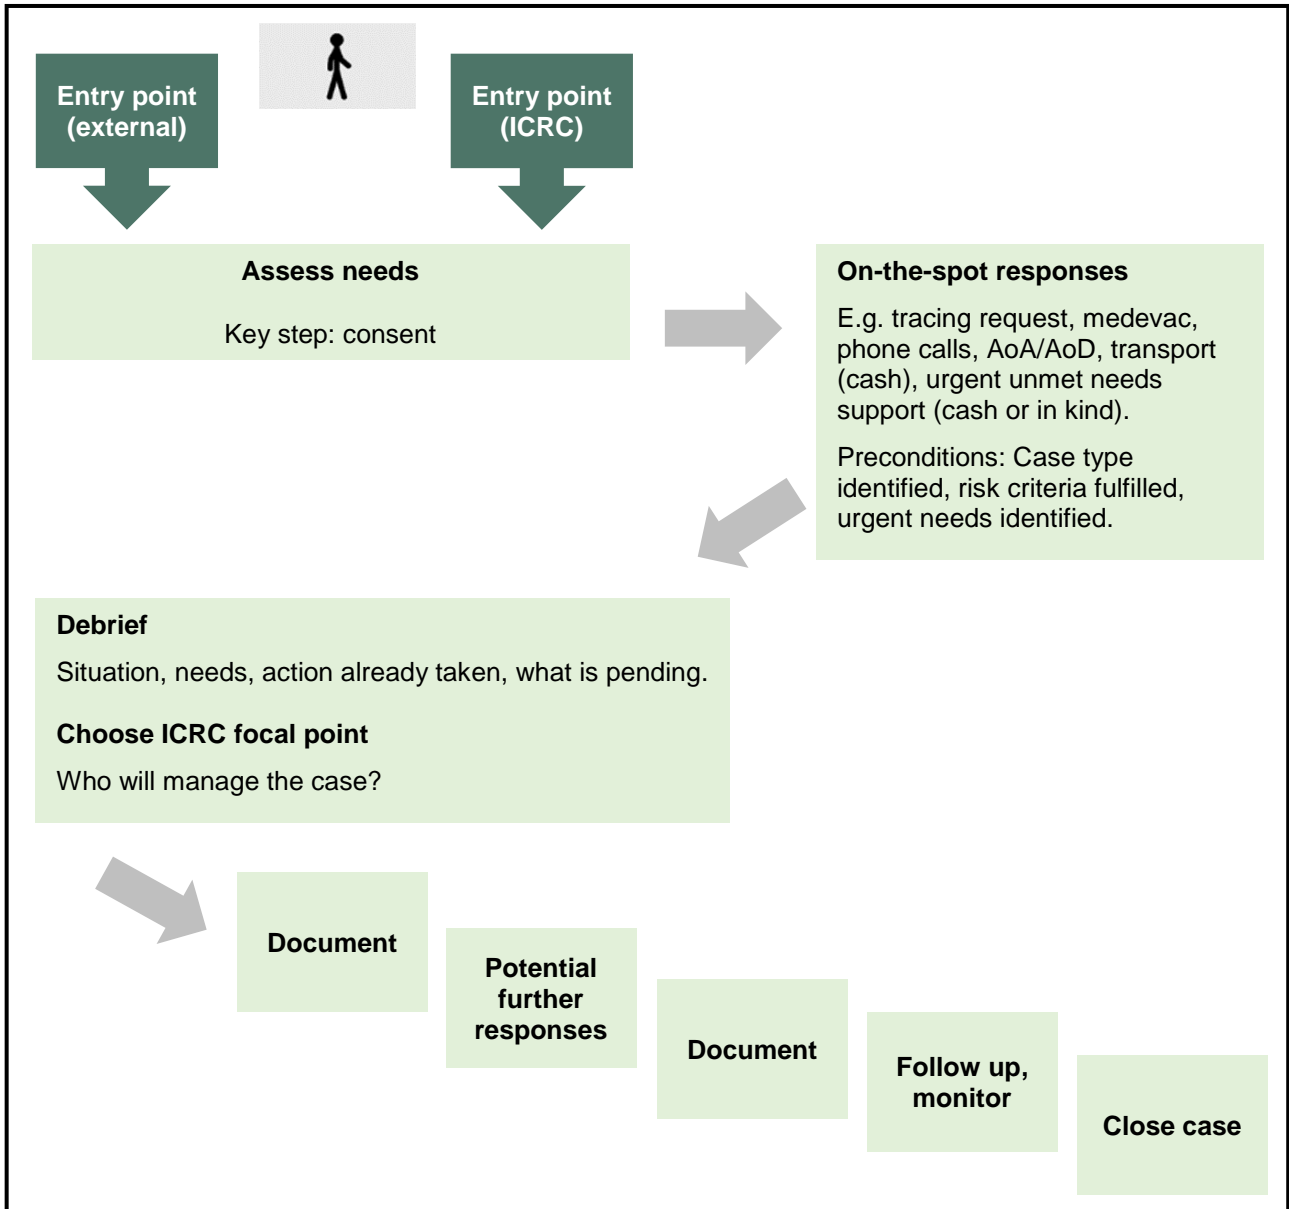 Entry point
(external)
Entry point
(ICRC)
Assess needs
Key step: consent
On-the-spot responses
E.g. tracing request, medevac,
phone calls, AoA/AoD, transport
(cash), urgent unmet needs
support (cash or in kind).
Preconditions: Case type
identified, risk criteria fulfilled,
urgent needs identified.
Debrief
Situation, needs, action already taken, what is pending.
Choose ICRC focal point
Who will manage the case?
Document
Potential
further
responses
Document
Follow up,
monitor
Close case